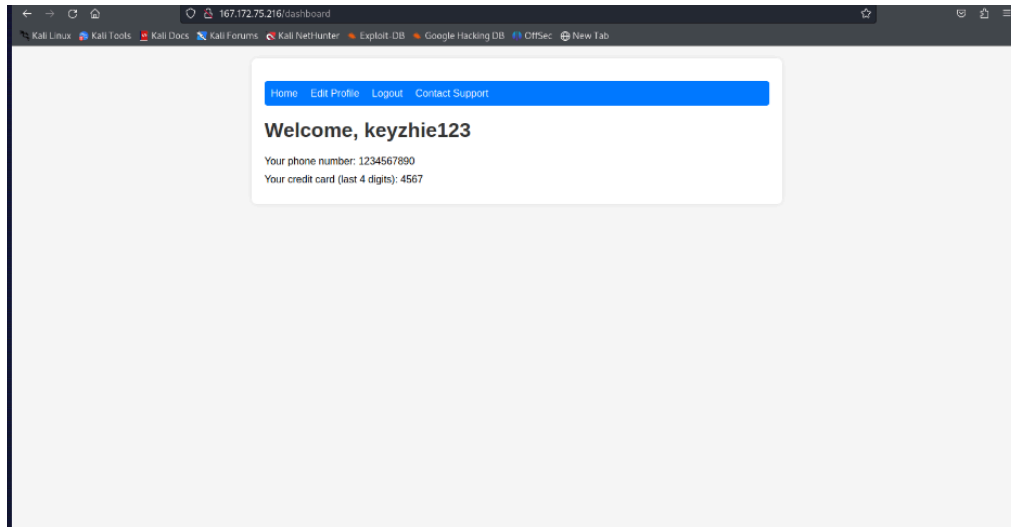 167.172.75.216/dashboard
Kali Linux Kali Tools Kali Docs Kali Forums Kali NetHunter Exploit-DB Google Hacking DB OffSec New Tab
Home Edit Profile Logout Contact Support
Welcome, keyzhie123
Your phone number: 1234567890
Your credit card (last 4 digits): 4567